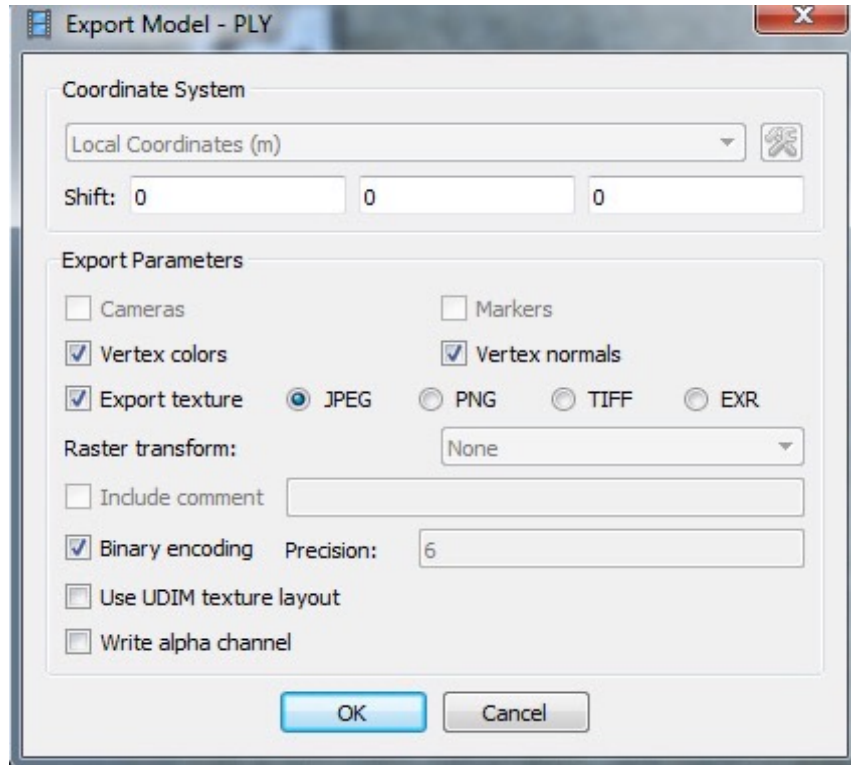 Export Model - PLY
Coordinate System
Local Coordinates (m)
Shift: 0 0 0
Export Parameters
Cameras Markers
Vertex colors Vertex normals
Export texture JPEG PNG TIFF EXR
Raster transform: None
Include comment
Binary encoding Precision: 6
Use UDIM texture layout
Write alpha channel
OK Cancel